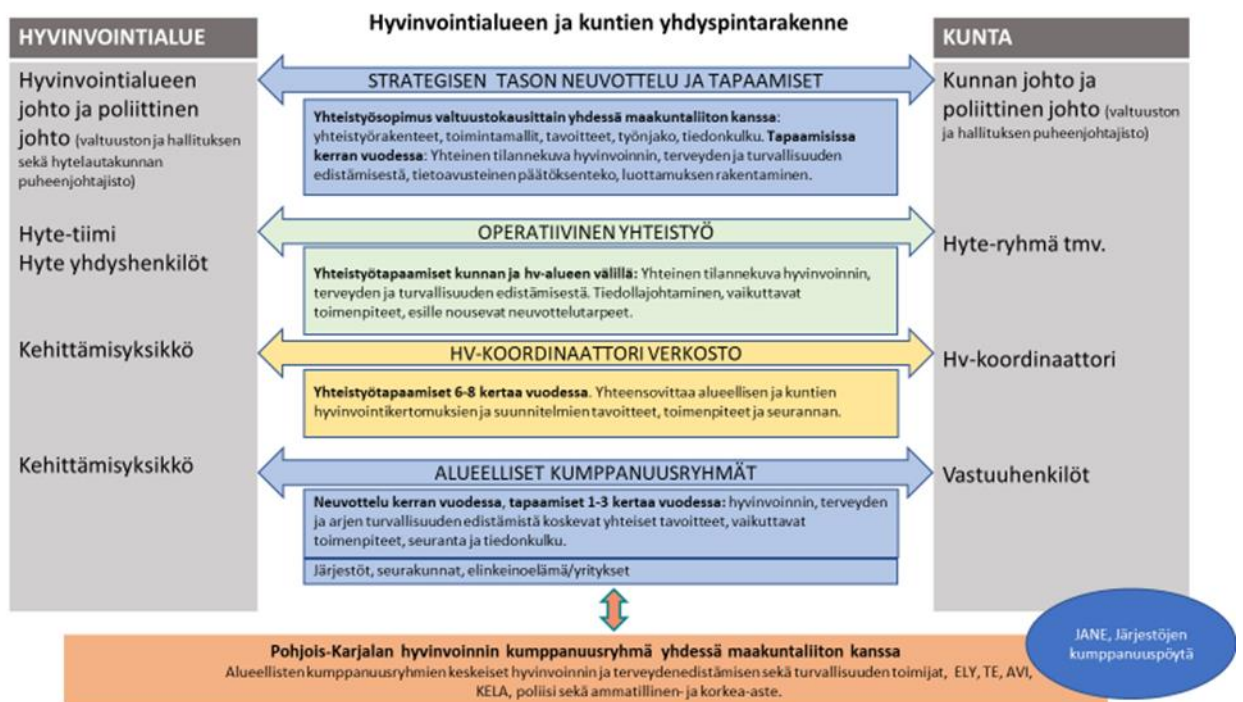 Hyvinvointialueen ja kuntien yhdyspintarakenne
HYVINVOINTIALUE
KUNTA
Hyvinvointialueen
johto ja poliittinen
johto (valtuuston ja hallituksen
sekä hytelautakunnan
puheenjohtajisto)
STRATEGISEN TASON NEUVOTTELU JA TAPAAMISET
Yhteistyösopimus valtuustokausittain yhdessä maakuntaliiton kanssa:
yhteistyörakenteet, toimintamallit, tavoitteet, työnjako, tiedonkulku. Tapaamisissa
kerran vuodessa: Yhteinen tilannekuva hyvinvoinnin, terveyden ja turvallisuuden
edistämisestä, tietoavusteinen päätöksenteko, luottamuksen rakentaminen.
Kunnan johto ja
poliittinen johto (valtuuston
ja hallituksen puheenjohtajisto)
Hyte-tiimi
Hyte yhdyshenkilöt
OPERATIIVINEN YHTEISTYÖ
Yhteistyötapaamiset kunnan ja hv-alueen välillä: Yhteinen tilannekuva hyvinvoinnin,
terveyden ja turvallisuuden edistämisestä. Tiedollajohtaminen, vaikuttavat
toimenpiteet, esille nousevat neuvottelutarpeet.
Hyte-ryhmä tmv.
Kehittämisyksikkö
HV-KOORDINAATTORI VERKOSTO
Yhteistyötapaamiset 6-8 kertaa vuodessa. Yhteensovittaa alueellisen ja kuntien
hyvinvointikertomuksien ja suunnitelmien tavoitteet, toimenpiteet ja seurannan.
Hv-koordinaattori
Kehittämisyksikkö
ALUEELLISET KUMPPANUUSRYHMÄT
Neuvottelu kerran vuodessa, tapaamiset 1-3 kertaa vuodessa: hyvinvoinnin, terveyden
ja arjen turvallisuuden edistämistä koskevat yhteiset tavoitteet, vaikuttavat
toimenpiteet, seuranta ja tiedonkulku.
Järjestöt, seurakunnat, elinkeinoelämä/yritykset
Vastuuhenkilöt
Pohjois-Karjalan hyvinvoinnin kumppanuusryhmä yhdessä maakuntaliiton kanssa
Alueellisten kumppanuusryhmien keskeiset hyvinvoinnin ja terveydenedistämisen sekä turvallisuuden toimijat, ELY, TE, AVI,
KELA, poliisi sekä ammatillinen- ja korkea-aste.
JANE, Järjestöjen
kumppanuuspöytä